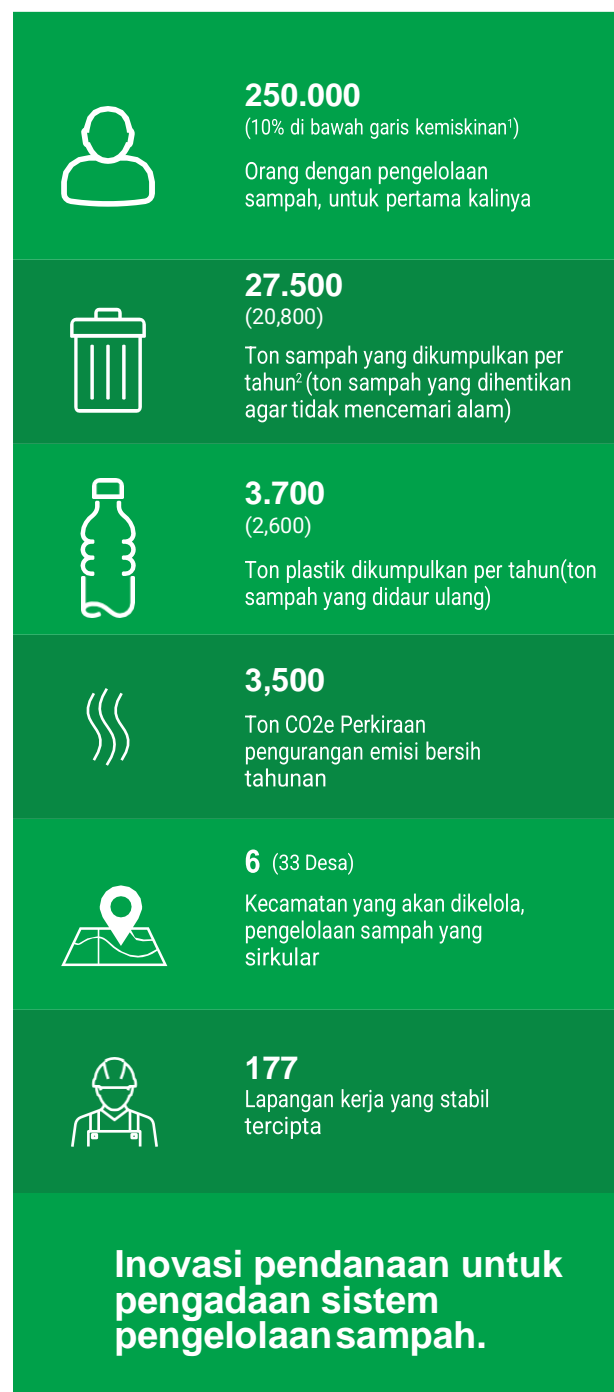 250.000
(10% di bawah garis kemiskinan¹)
Orang dengan pengelolaan
sampah, untuk pertama kalinya
27.500
(20,800)
Ton sampah yang dikumpulkan per
tahun² (ton sampah yang dihentikan
agar tidak mencemari alam)
3.700
(2,600)
Ton plastik dikumpulkan per tahun(ton
sampah yang didaur ulang)
3,500
Ton CO2e Perkiraan
pengurangan emisi bersih
tahunan
6 (33 Desa)
Kecamatan yang akan dikelola,
pengelolaan sampah yang
sirkular
177
Lapangan kerja yang stabil
tercipta
Inovasi pendanaan untuk
pengadaan sistem
pengelolaan sampah.